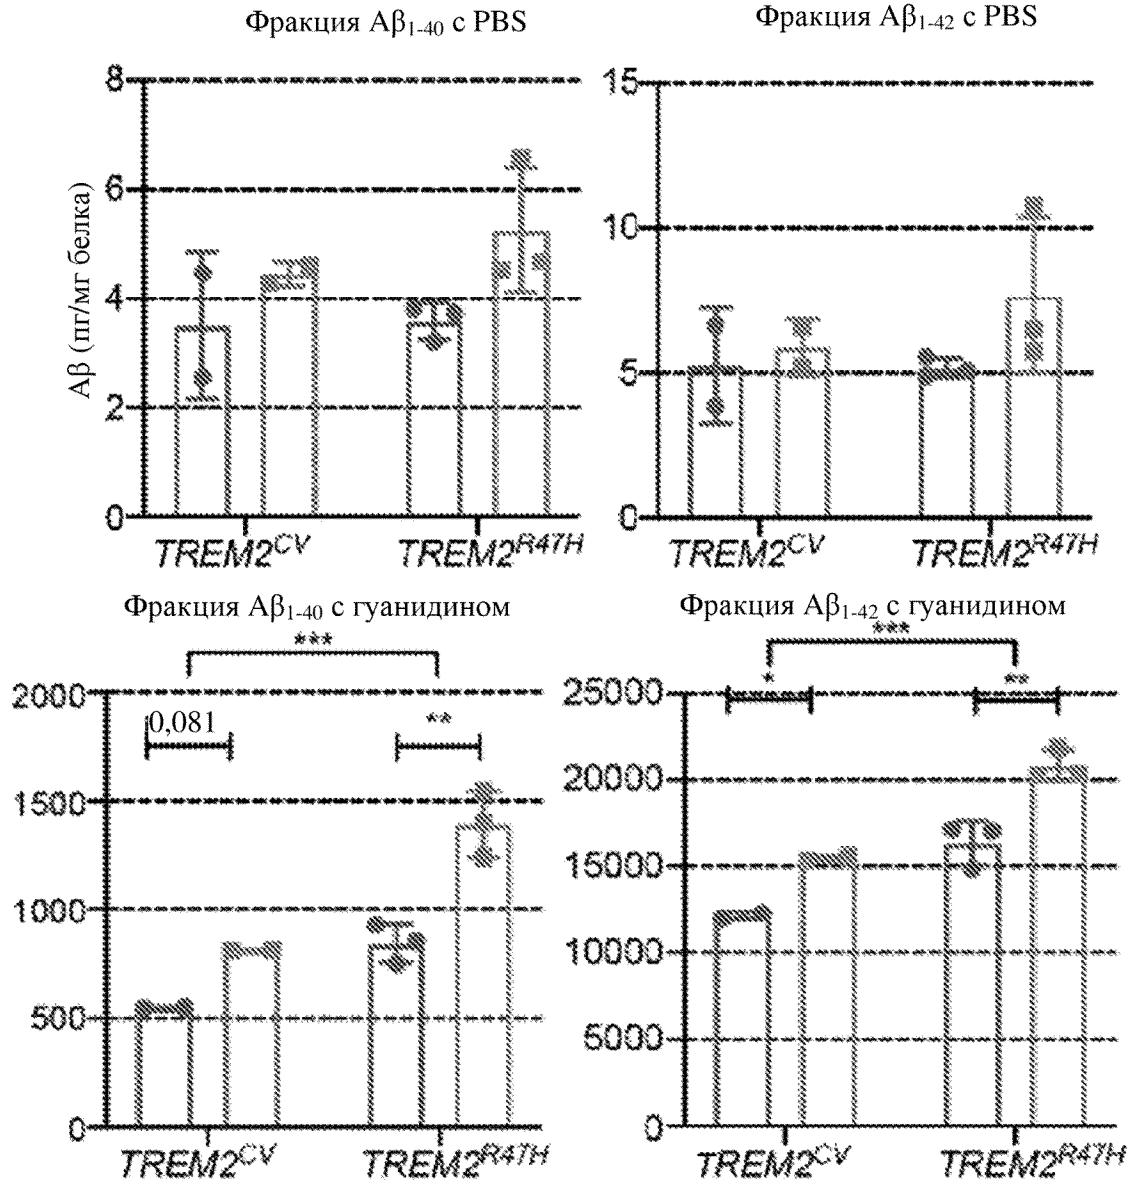 Фракция Aβ1-40 с PBS
Фракция Aβ1-42 с PBS
Aβ (пг/мг белка)
8
6
4
2
0
TREM2CV
TREM2R47H
15
10
5
0
TREM2CV
TREM2R47H
Фракция Aβ1-40 с гуанидином
***
0,081
**
2000
1500
1000
500
0
TREM2CV
TREM2R47H
Фракция Aβ1-42 с гуанидином
***
*
**
25000
20000
15000
10000
5000
0
TREM2CV
TREM2R47H